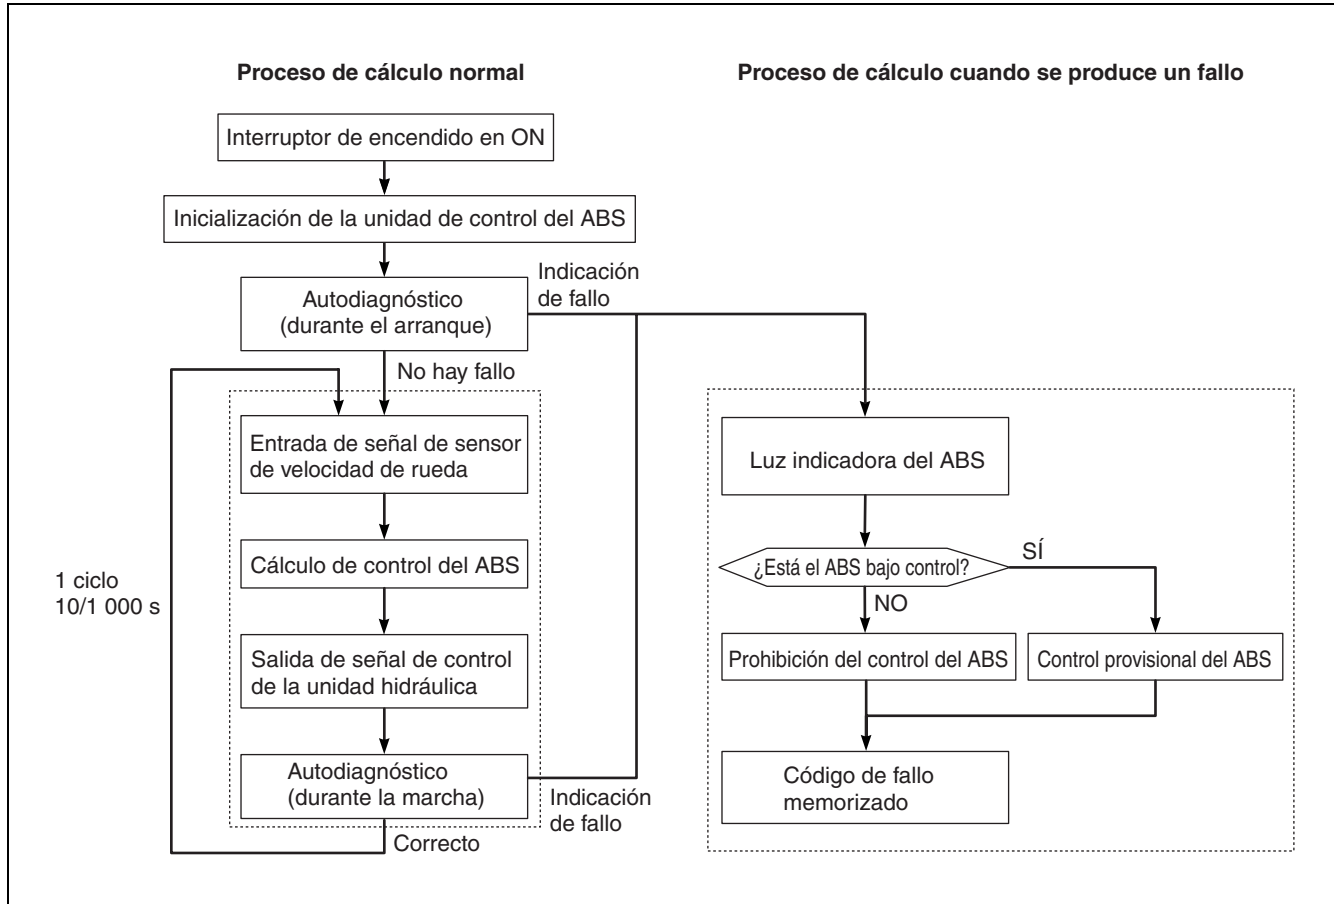 Proceso de cálculo normal
Proceso de cálculo cuando se produce un fallo
Interruptor de encendido en ON
Inicialización de la unidad de control del ABS
Autodiagnóstico
(durante el arranque)
Indicación
de fallo
No hay fallo
Entrada de señal de sensor
de velocidad de rueda
Cálculo de control del ABS
Salida de señal de control
de la unidad hidráulica
Autodiagnóstico
(durante la marcha)
Indicación
de fallo
Correcto
1 ciclo
10/1 000 s
Luz indicadora del ABS
¿Está el ABS bajo control?
SÍ
NO
Prohibición del control del ABS
Control provisional del ABS
Código de fallo
memorizado